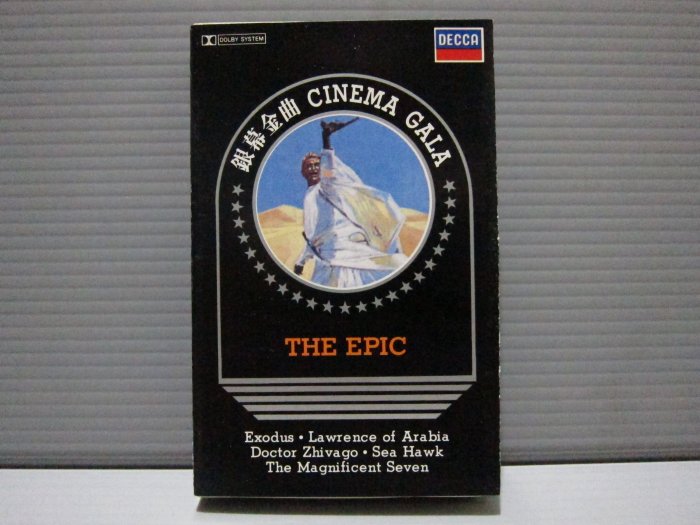 DOLBY SYSTEM
DECCA
銀幕金曲 CINEMA GALA
THE EPIC
Exodus • Lawrence of Arabia
Doctor Zhivago • Sea Hawk
The Magnificent Seven